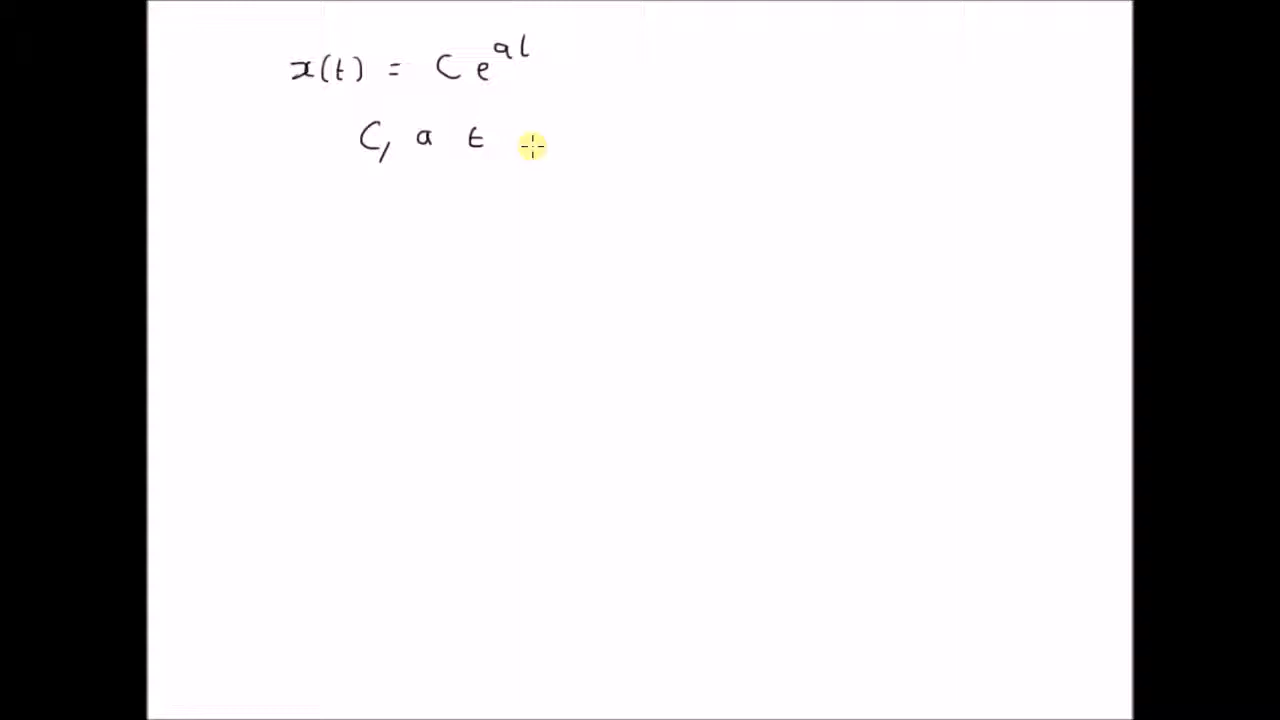 x(t) = C e^{at}
C, a t